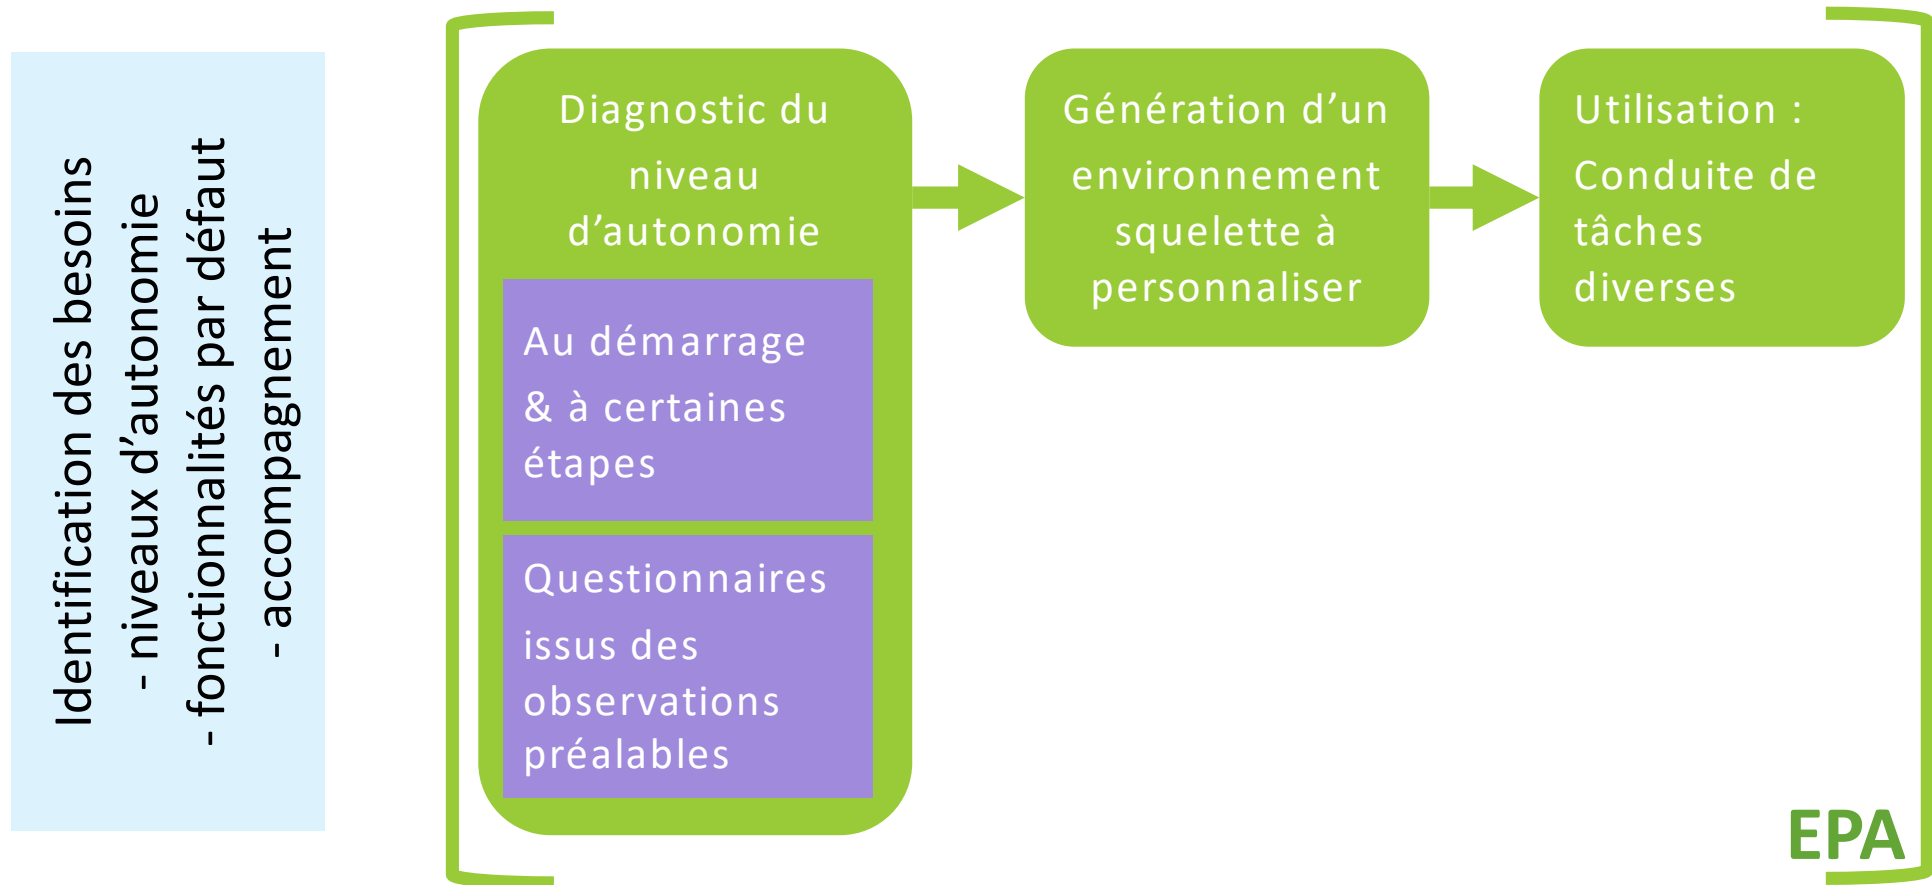 Identification des besoins
- niveaux d’autonomie
- fonctionnalités par défaut
- accompagnement
Diagnostic du
niveau
d’autonomie
Au démarrage
& à certaines
étapes
Questionnaires
issus des
observations
préalables
Génération d’un
environnement
squelette à
personnaliser
Utilisation :
Conduite de
tâches
diverses
EPA